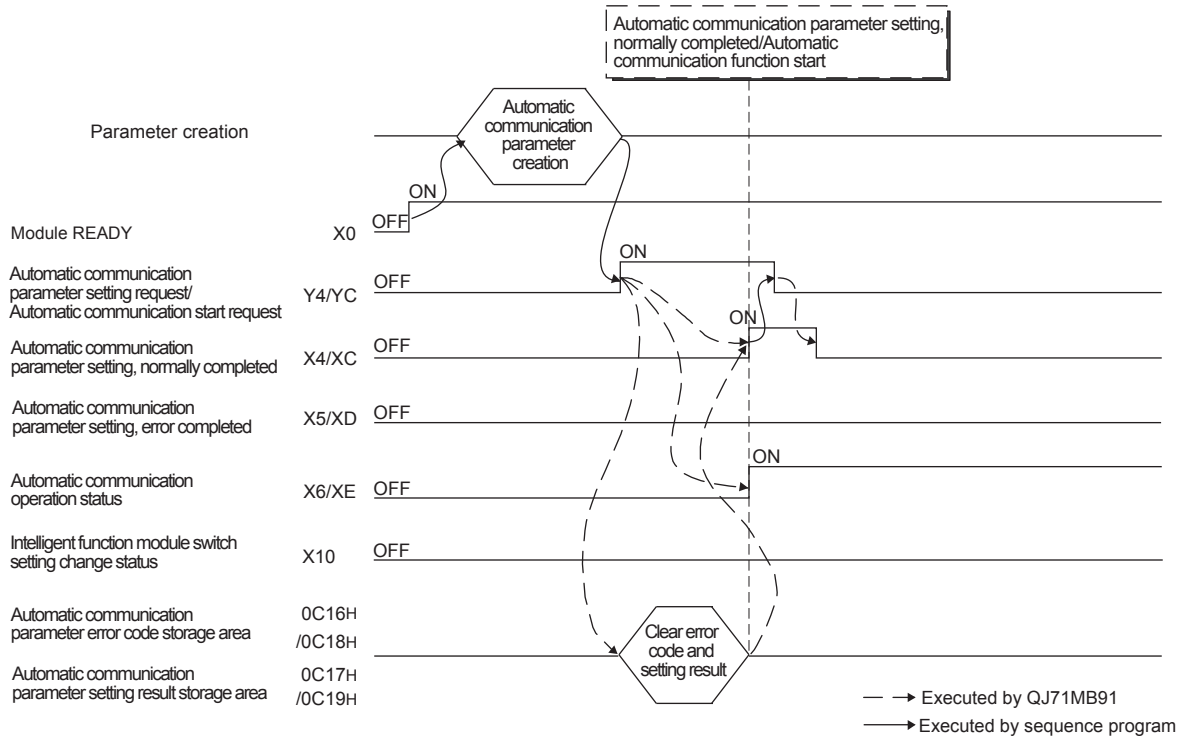 Automatic communication parameter setting,
normally completed/Automatic
communication function start
Automatic
communication
parameter
creation
Parameter creation
ON
Module READY X0 OFF
ON
Automatic communication
parameter setting request/
Automatic communication start request Y4/YC OFF
ON
Automatic communication
parameter setting, normally completed X4/XC OFF
Automatic communication
parameter setting, error completed X5/XD OFF
ON
Automatic communication
operation status X6/XE OFF
Intelligent function module switch
setting change status X10 OFF
Automatic communication
parameter error code storage area
0C16H
/0C18H
Clear error
code and
setting result
Automatic communication
parameter setting result storage area
0C17H
/0C19H
Executed by QJ71MB91
Executed by sequence program